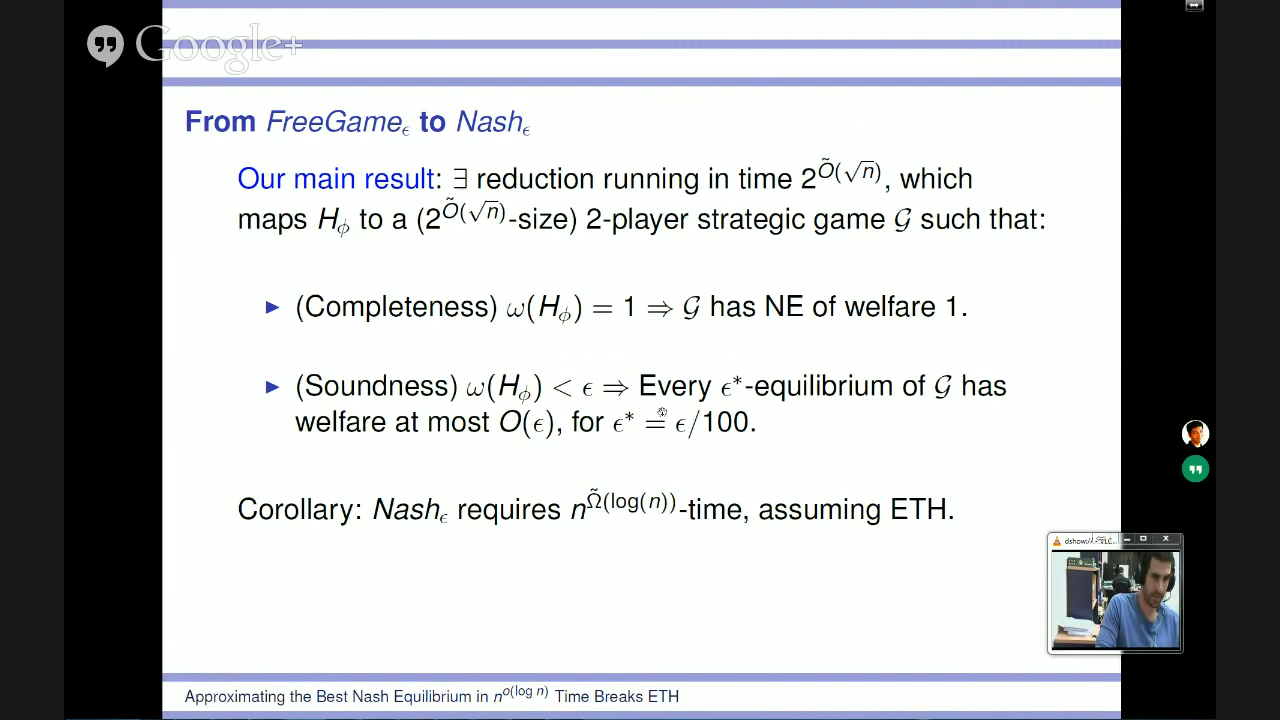 Google+
From FreeGame_ε to Nash_ε
Our main result: ∃ reduction running in time 2^{Õ(√n)}, which
maps H_ϕ to a (2^{Õ(√n)}-size) 2-player strategic game 𝒢 such that:
▶ (Completeness) ω(H_ϕ) = 1 ⇒ 𝒢 has NE of welfare 1.
▶ (Soundness) ω(H_ϕ) < ϵ ⇒ Every ϵ*-equilibrium of 𝒢 has
welfare at most O(ϵ), for ϵ* = ϵ/100.
Corollary: Nash_ϵ requires n^{Ω̃(log(n))}-time, assuming ETH.
Approximating the Best Nash Equilibrium in n^{o(log n)} Time Breaks ETH